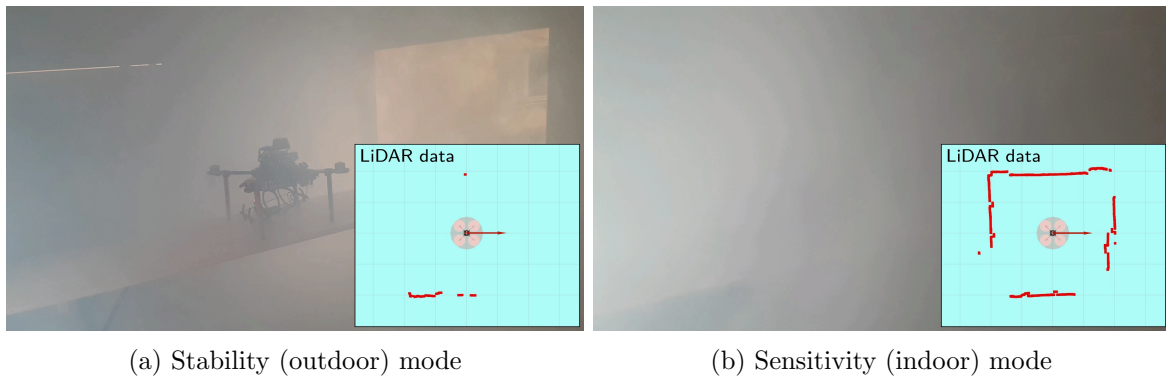 LiDAR data
LiDAR data
(a) Stability (outdoor) mode
(b) Sensitivity (indoor) mode